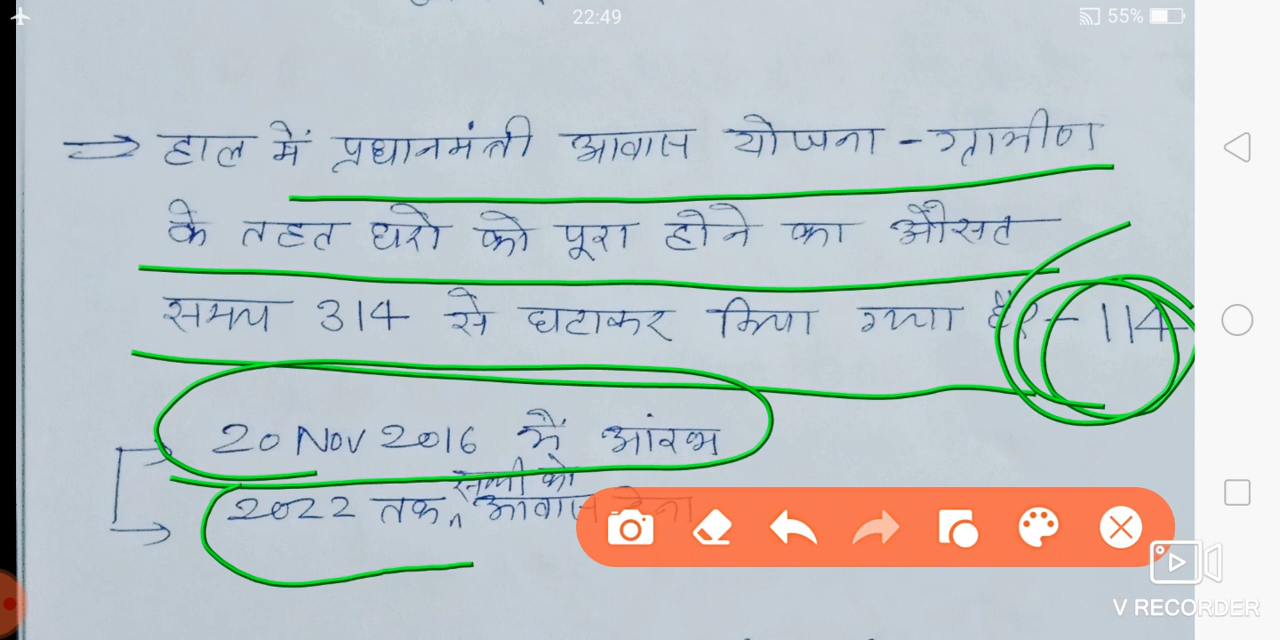 22:49
55%
⇒ हाल में प्रधानमंत्री आवास योजना - ग्रामीण
के तहत घरो को पूरा होने का औसत
समय 314 से घटाकर किया गया है - 114
20 Nov 2016 में आंरभ
सभी को
2022 तक, आवास देना
V RECORDER